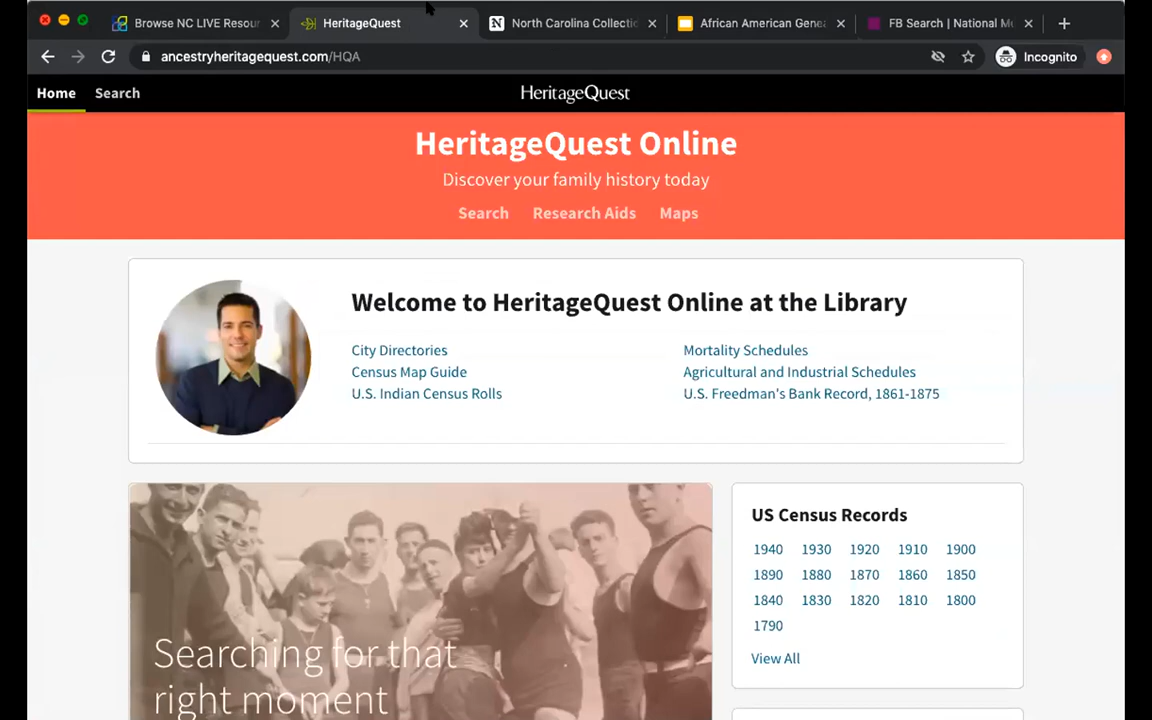 Browse NC LIVE Resour
HeritageQuest
North Carolina Collectio
African American Genea
FB Search | National Mu
ancestryheritagequest.com/HQA
Incognito
Home
Search
HeritageQuest
HeritageQuest Online
Discover your family history today
Search Research Aids Maps
Welcome to HeritageQuest Online at the Library
City Directories
Census Map Guide
U.S. Indian Census Rolls
Mortality Schedules
Agricultural and Industrial Schedules
U.S. Freedman's Bank Record, 1861-1875
Searching for that
right moment
US Census Records
1940 1930 1920 1910 1900
1890 1880 1870 1860 1850
1840 1830 1820 1810 1800
1790
View All